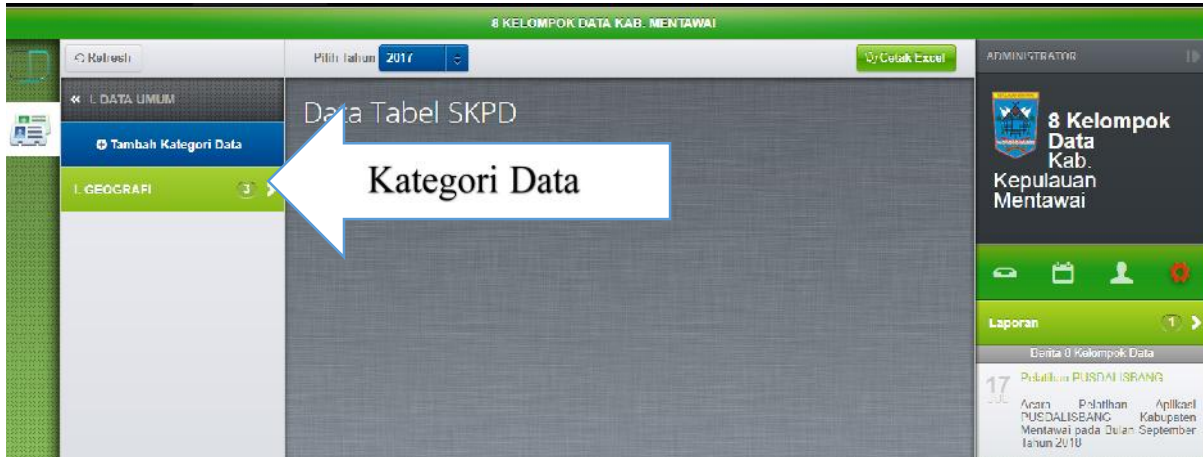 8 KELOMPOK DATA KAB. MENTAWAI
Refresh
Pilih Tahun 2017
Cetak Excel
ADMINISTRATOR
« I. DATA UMUM
Tambah Kategori Data
I. GEOGRAFI 3
Data Tabel SKPD
Kategori Data
8 Kelompok
Data
Kab.
Kepulauan
Mentawai
Laporan 1
Berita 8 Kelompok Data
17
JUL
Pelatihan PUSDALISBANG
Acara Pelatihan Aplikasi
PUSDALISBANG Kabupaten
Mentawai pada Bulan September
Tahun 2018